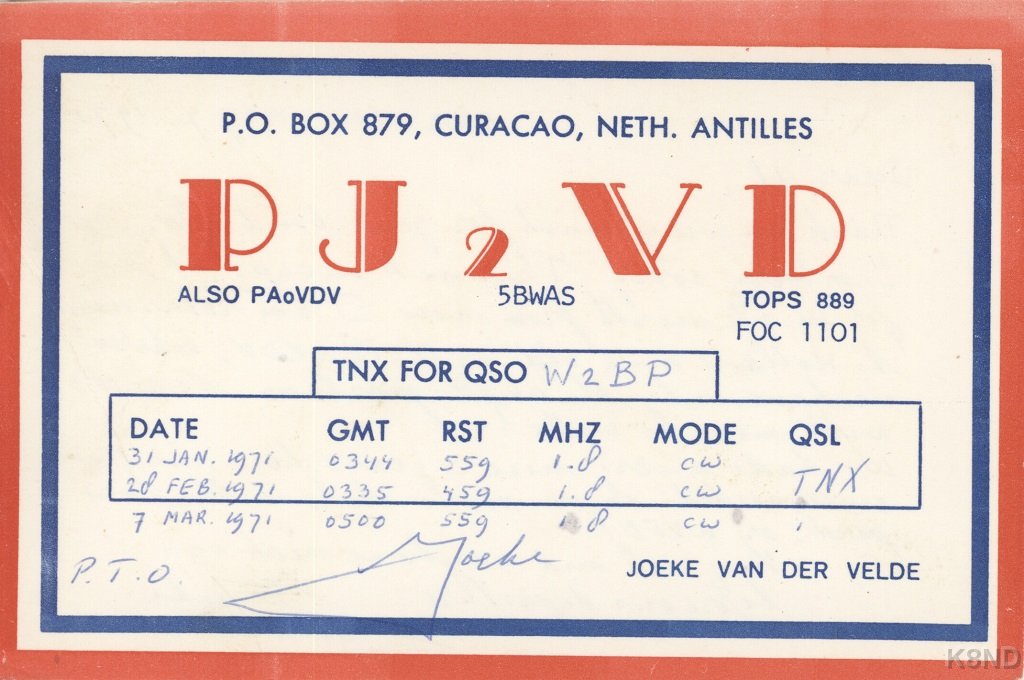 P.O. BOX 879, CURACAO, NETH. ANTILLES
PJ2VD
ALSO PAoVDV 5BWAS TOPS 889
FOC 1101
TNX FOR QSO W2BP
DATE GMT RST MHZ MODE QSL
31 JAN. 1971 0344 559 1.8 CW TNX
28 FEB. 1971 0335 459 1.8 CW
7 MAR. 1971 0500 559 1.8 CW
P.T.O. Joeke JOEKE VAN DER VELDE
K8ND